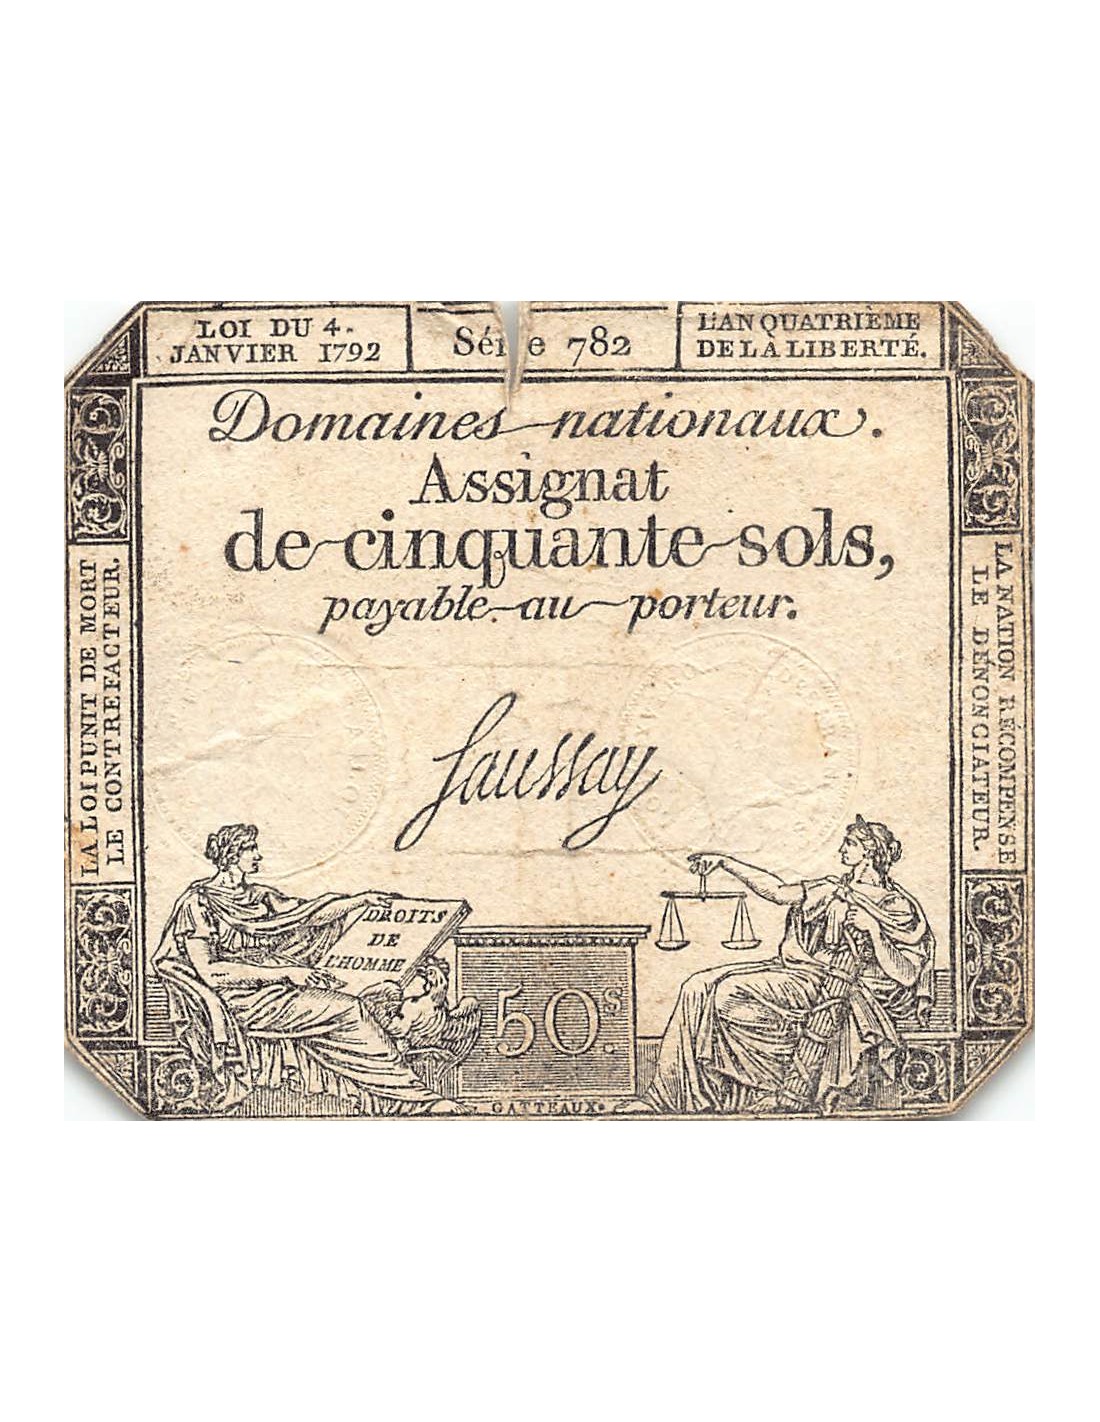 LOI DU 4.
JANVIER 1792
Série 782
L'AN QUATRIÈME
DE LA LIBERTÉ.
Domaines nationaux.
Assignat
de cinquante sols,
payable au porteur.
LA LOI PUNIT DE MORT
LE CONTREFACTEUR.
LA NATION RÉCOMPENSE
LE DÉNONCIATEUR.
Saussay
DROITS
DE
L'HOMME
50 s.
GATTEAUX.